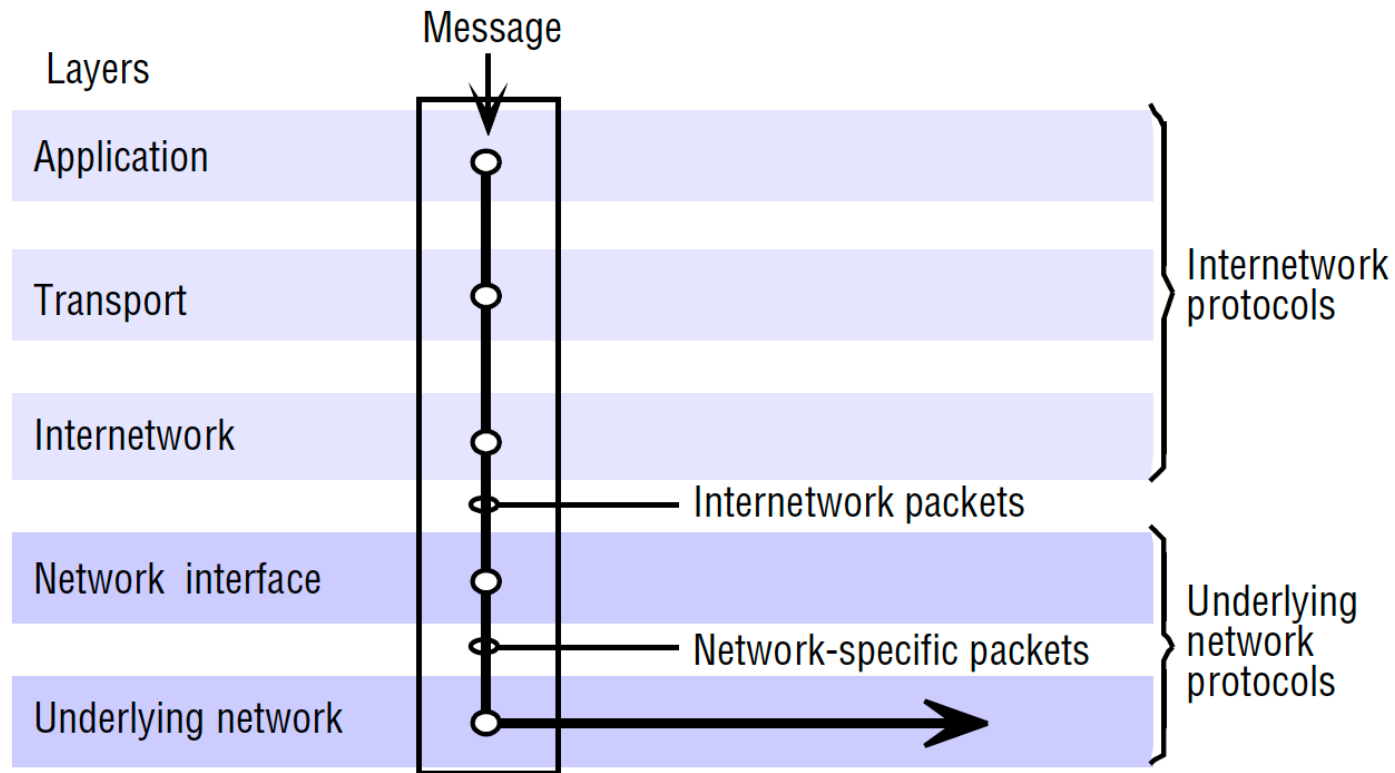 Message
Layers
Application
Transport
Internetwork
protocols
Internetwork
Internetwork packets
Network interface
Underlying
network
protocols
Network-specific packets
Underlying network